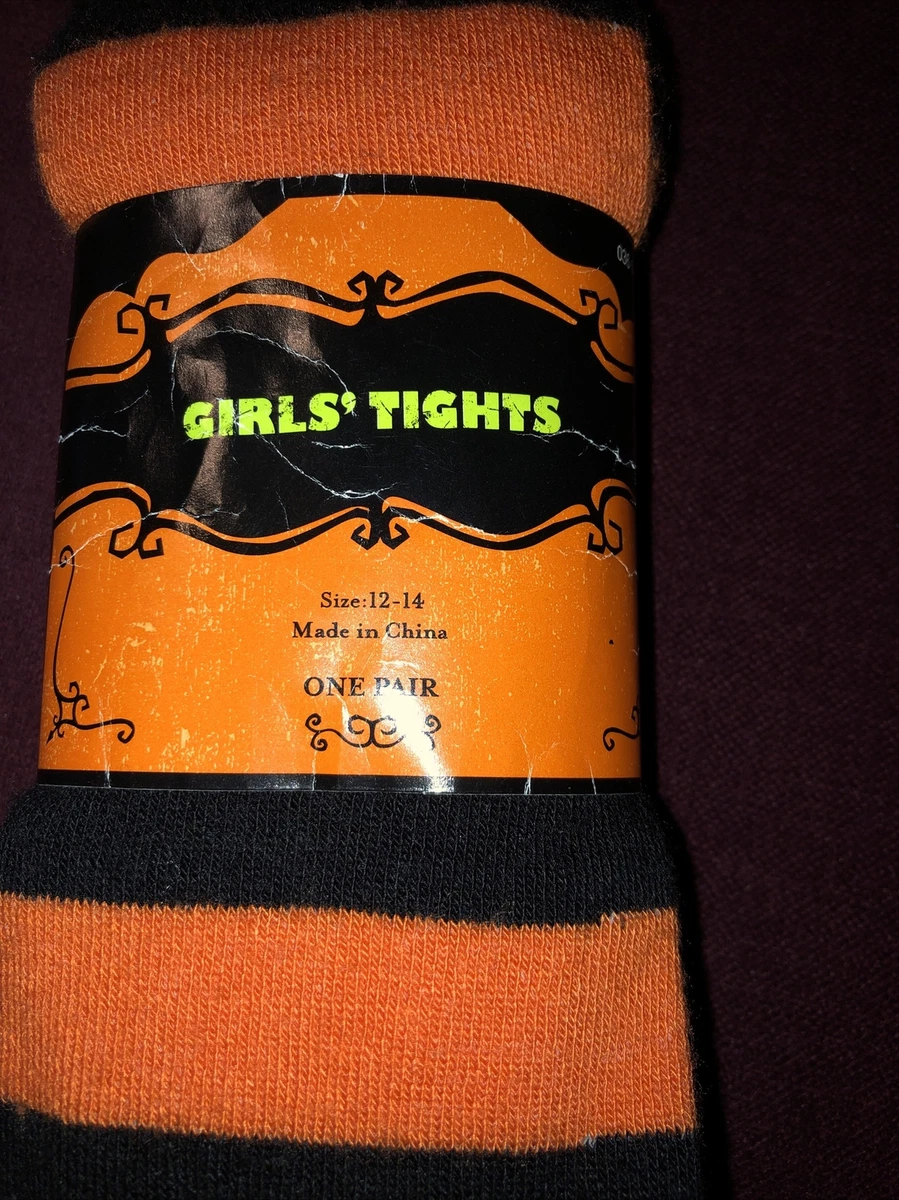 GIRLS' TIGHTS
Size:12-14
Made in China
ONE PAIR